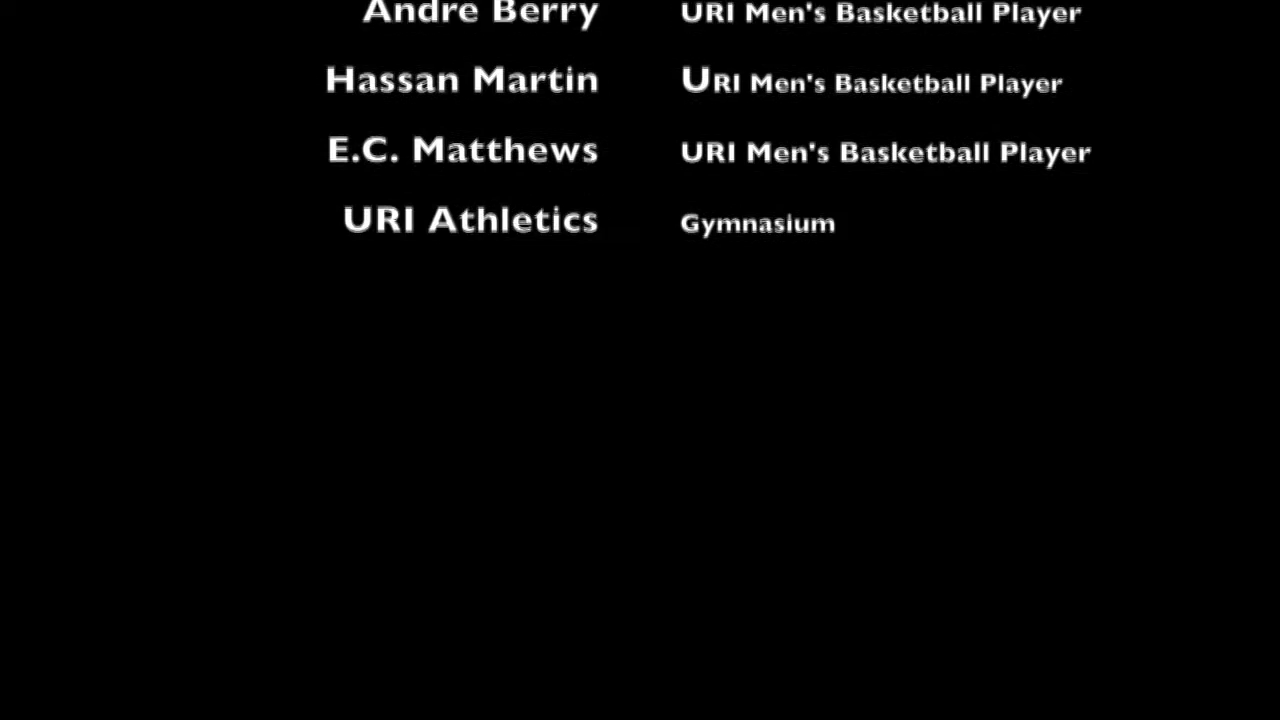 Andre Berry URI Men's Basketball Player
Hassan Martin URI Men's Basketball Player
E.C. Matthews URI Men's Basketball Player
URI Athletics Gymnasium